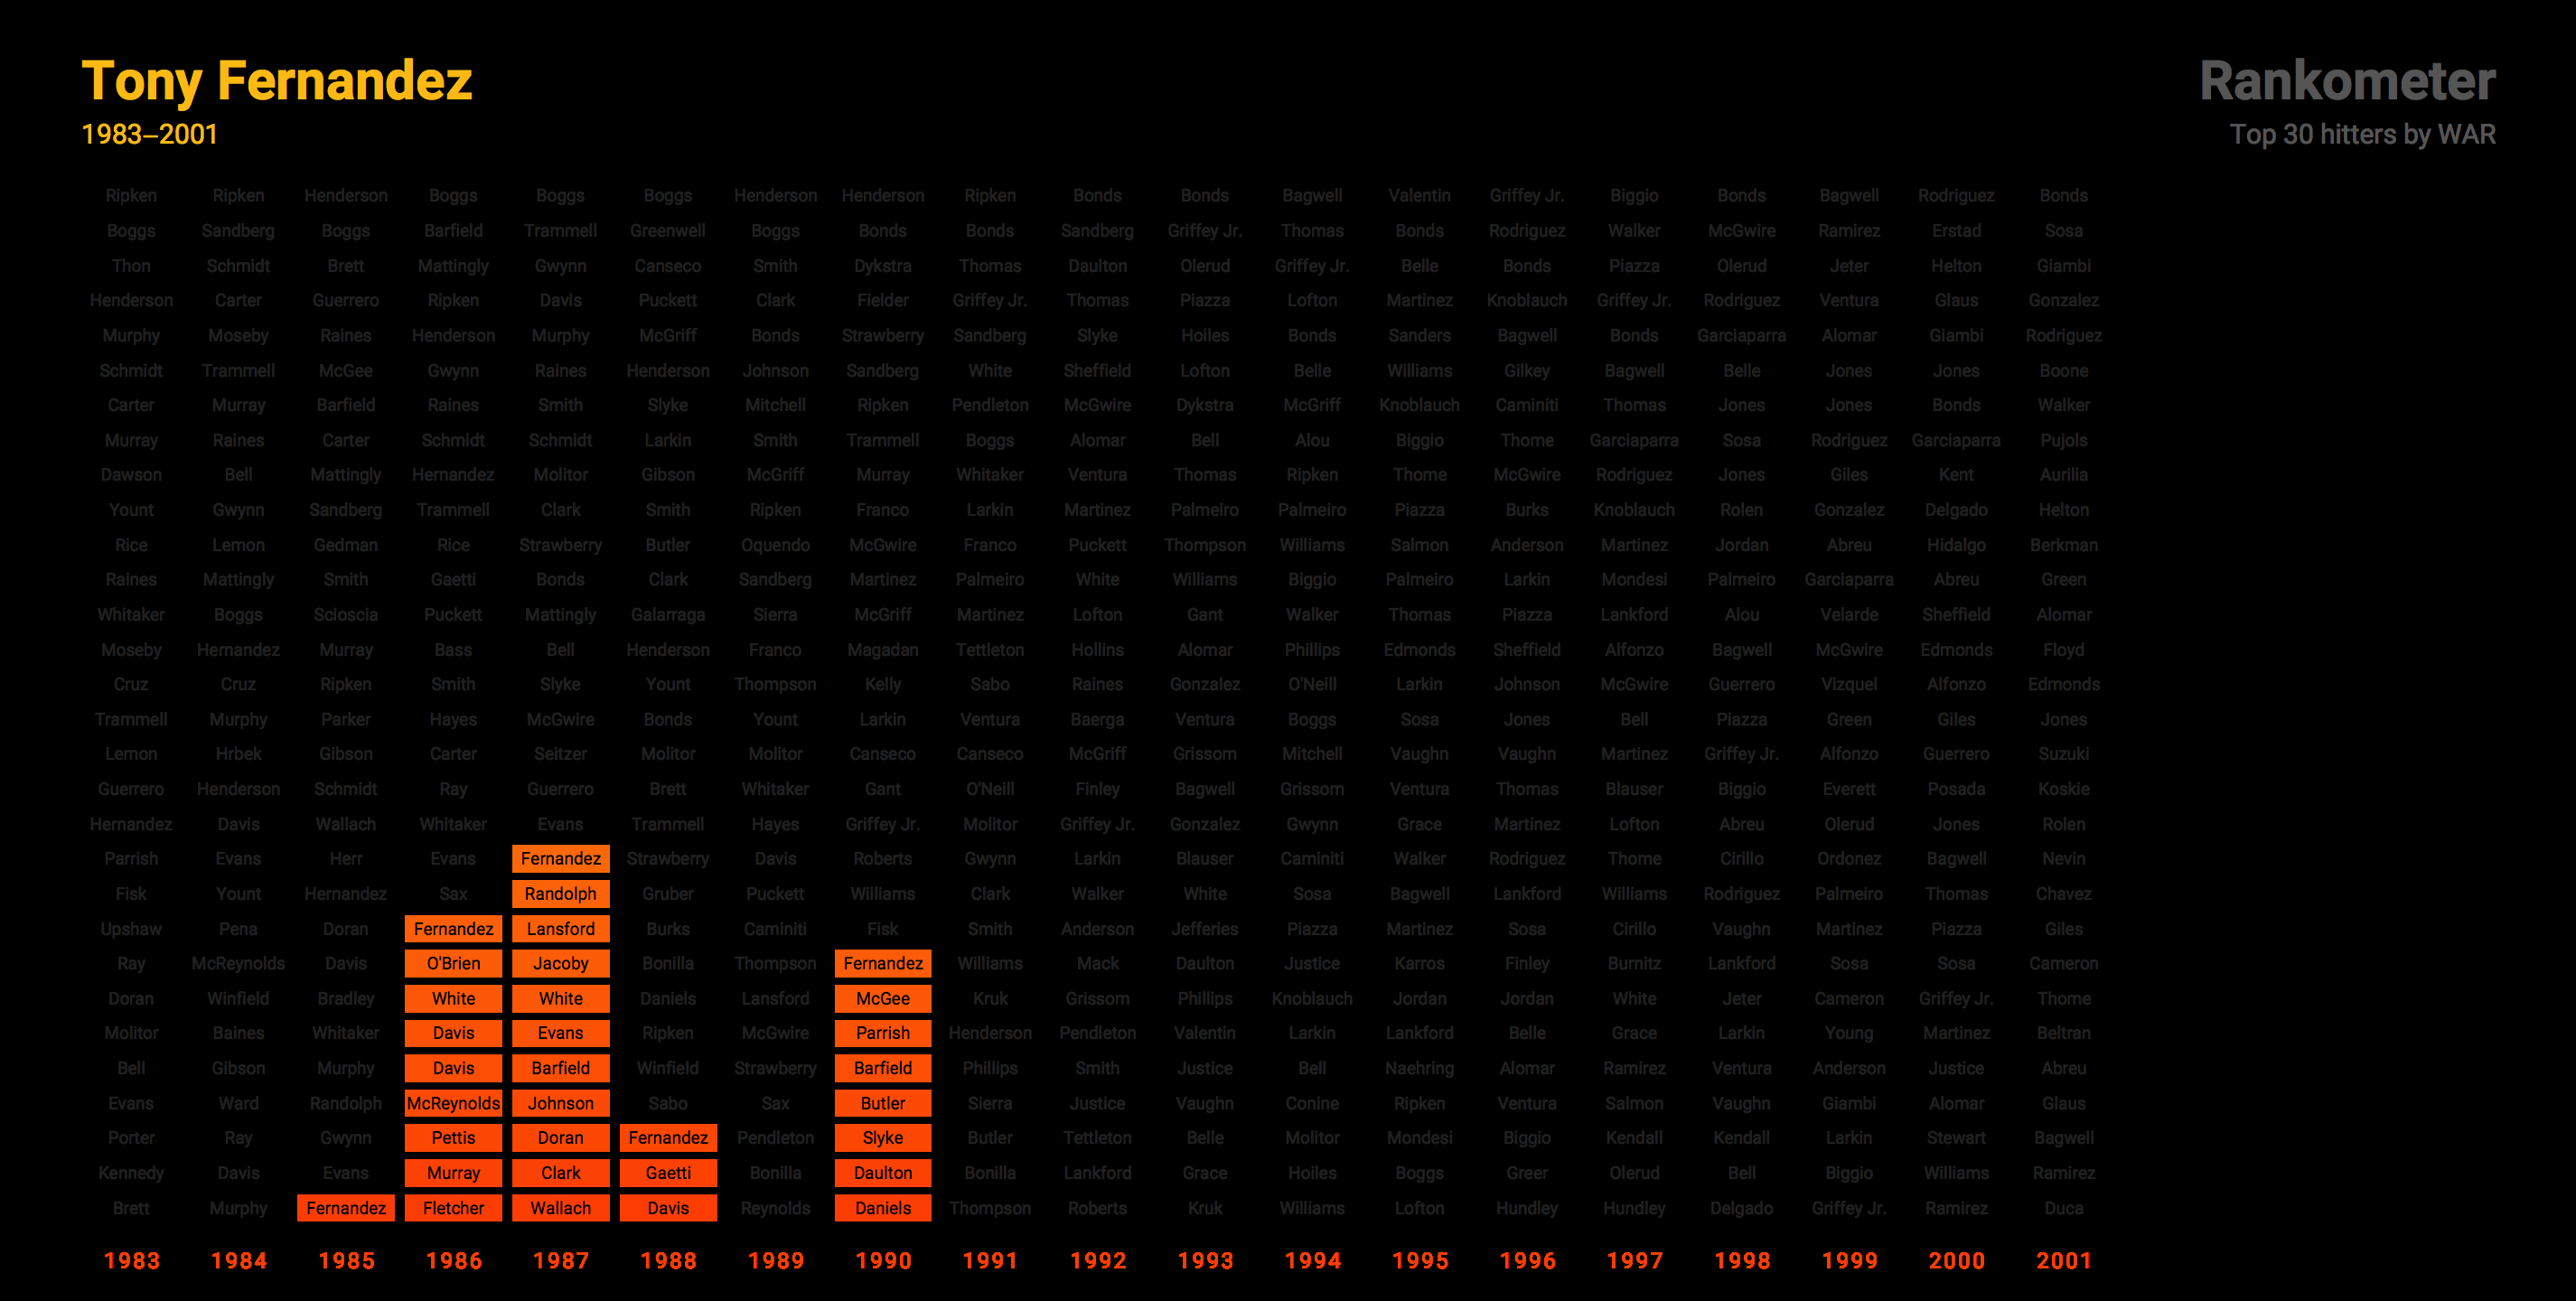 Tony Fernandez
1983–2001
Rankometer
Top 30 hitters by WAR
Ripken Ripken Henderson Boggs Boggs Boggs Henderson Henderson Ripken Bonds Bonds Bagwell Valentin Griffey Jr. Biggio Bonds Bagwell Rodriguez Bonds
Boggs Sandberg Boggs Barfield Trammell Greenwell Boggs Bonds Bonds Sandberg Griffey Jr. Thomas Bonds Rodriguez Walker McGwire Ramirez Erstad Sosa
Thon Schmidt Brett Mattingly Gwynn Canseco Smith Dykstra Thomas Daulton Olerud Griffey Jr. Belle Bonds Piazza Olerud Jeter Helton Giambi
Henderson Carter Guerrero Ripken Davis Puckett Clark Fielder Griffey Jr. Thomas Piazza Lofton Martinez Knoblauch Griffey Jr. Rodriguez Ventura Glaus Gonzalez
Murphy Moseby Raines Henderson Murphy McGriff Bonds Strawberry Sandberg Slyke Hoiles Bonds Sanders Bagwell Bonds Garciaparra Alomar Giambi Rodriguez
Schmidt Trammell McGee Gwynn Raines Henderson Johnson Sandberg White Sheffield Lofton Belle Williams Gilkey Bagwell Belle Jones Jones Boone
Carter Murray Barfield Raines Smith Slyke Mitchell Ripken Pendleton McGwire Dykstra McGriff Knoblauch Caminiti Thomas Jones Jones Bonds Walker
Murray Raines Carter Schmidt Schmidt Larkin Smith Trammell Boggs Alomar Bell Alou Biggio Thome Garciaparra Sosa Rodriguez Garciaparra Pujols
Dawson Bell Mattingly Hernandez Molitor Gibson McGriff Murray Whitaker Ventura Thomas Ripken Thome McGwire Rodriguez Jones Giles Kent Aurilia
Yount Gwynn Sandberg Trammell Clark Smith Ripken Franco Larkin Martinez Palmeiro Palmeiro Piazza Burks Knoblauch Rolen Gonzalez Delgado Helton
Rice Lemon Gedman Rice Strawberry Butler Oquendo McGwire Franco Puckett Thompson Williams Salmon Anderson Martinez Jordan Abreu Hidalgo Berkman
Raines Mattingly Smith Gaetti Bonds Clark Sandberg Martinez Palmeiro White Williams Biggio Palmeiro Larkin Mondesi Palmeiro Garciaparra Abreu Green
Whitaker Boggs Scioscia Puckett Mattingly Galarraga Sierra McGriff Martinez Lofton Gant Walker Thomas Piazza Lankford Alou Velarde Sheffield Alomar
Moseby Hernandez Murray Bass Bell Henderson Franco Magadan Tettleton Hollins Alomar Phillips Edmonds Sheffield Alfonzo Bagwell McGwire Edmonds Floyd
Cruz Cruz Ripken Smith Slyke Yount Thompson Kelly Sabo Raines Gonzalez O'Neill Larkin Johnson McGwire Guerrero Vizquel Alfonzo Edmonds
Trammell Murphy Parker Hayes McGwire Bonds Yount Larkin Ventura Baerga Ventura Boggs Sosa Jones Bell Piazza Green Giles Jones
Lemon Hrbek Gibson Carter Seitzer Molitor Molitor Canseco Canseco McGriff Grissom Mitchell Vaughn Vaughn Martinez Griffey Jr. Alfonzo Guerrero Suzuki
Guerrero Henderson Schmidt Ray Guerrero Brett Whitaker Gant O'Neill Finley Bagwell Grissom Ventura Thomas Blauser Biggio Everett Posada Koskie
Hernandez Davis Wallach Whitaker Evans Trammell Hayes Griffey Jr. Molitor Griffey Jr. Gonzalez Gwynn Grace Martinez Lofton Abreu Olerud Jones Rolen
Parrish Evans Herr Evans Fernandez Strawberry Davis Roberts Gwynn Larkin Blauser Caminiti Walker Rodriguez Thome Cirillo Ordonez Bagwell Nevin
Fisk Yount Hernandez Sax Randolph Gruber Puckett Williams Clark Walker White Sosa Bagwell Lankford Williams Rodriguez Palmeiro Thomas Chavez
Upshaw Pena Doran Fernandez Lansford Burks Caminiti Fisk Smith Anderson Jefferies Piazza Martinez Sosa Cirillo Vaughn Martinez Piazza Giles
Ray McReynolds Davis O'Brien Jacoby Bonilla Thompson Fernandez Williams Mack Daulton Justice Karros Finley Burnitz Lankford Sosa Sosa Cameron
Doran Winfield Bradley White White Daniels Lansford McGee Kruk Grissom Phillips Knoblauch Jordan Jordan White Jeter Cameron Griffey Jr. Thome
Molitor Baines Whitaker Davis Evans Ripken McGwire Parrish Henderson Pendleton Valentin Larkin Lankford Belle Grace Larkin Young Martinez Beltran
Bell Gibson Murphy Davis Barfield Winfield Strawberry Barfield Phillips Smith Justice Bell Naehring Alomar Ramirez Ventura Anderson Justice Abreu
Evans Ward Randolph McReynolds Johnson Sabo Sax Butler Sierra Justice Vaughn Conine Ripken Ventura Salmon Vaughn Giambi Alomar Glaus
Porter Ray Gwynn Pettis Doran Fernandez Pendleton Slyke Butler Tettleton Belle Molitor Mondesi Biggio Kendall Kendall Larkin Stewart Bagwell
Kennedy Davis Evans Murray Clark Gaetti Bonilla Daulton Bonilla Lankford Grace Hoiles Boggs Greer Olerud Bell Biggio Williams Ramirez
Brett Murphy Fernandez Fletcher Wallach Davis Reynolds Daniels Thompson Roberts Kruk Williams Lofton Hundley Hundley Delgado Griffey Jr. Ramirez Duca
1983 1984 1985 1986 1987 1988 1989 1990 1991 1992 1993 1994 1995 1996 1997 1998 1999 2000 2001